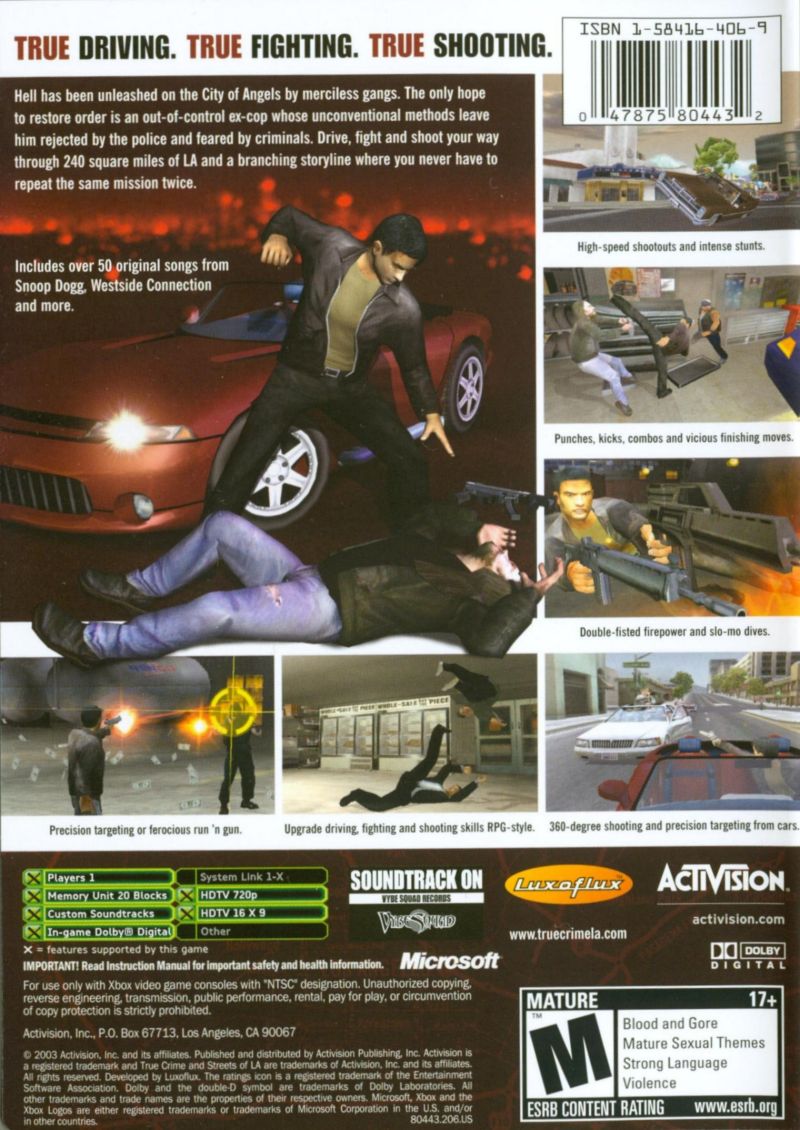 TRUE DRIVING. TRUE FIGHTING. TRUE SHOOTING.
ISBN 1-58416-406-9
0 47875 80443 2
Hell has been unleashed on the City of Angels by merciless gangs. The only hope
to restore order is an out-of-control ex-cop whose unconventional methods leave
him rejected by the police and feared by criminals. Drive, fight and shoot your way
through 240 square miles of LA and a branching storyline where you never have to
repeat the same mission twice.
Includes over 50 original songs from
Snoop Dogg, Westside Connection
and more.
High-speed shootouts and intense stunts.
Punches, kicks, combos and vicious finishing moves.
Double-fisted firepower and slo-mo dives.
WHOLE-SALE PIECE WHOLE-SALE PIECE
Precision targeting or ferocious run 'n gun.
Upgrade driving, fighting and shooting skills RPG-style.
360-degree shooting and precision targeting from cars.
X Players 1
System Link 1-X
X Memory Unit 20 Blocks
X HDTV 720p
X Custom Soundtracks
X HDTV 16 X 9
X In-game Dolby® Digital
Other
X = features supported by this game
SOUNDTRACK ON
VYBE SQUAD RECORDS
VYBESQUAD
Luxoflux™
www.truecrimela.com
ACTIVISION.
activision.com
DOLBY
DIGITAL
IMPORTANT! Read Instruction Manual for important safety and health information.
Microsoft®
For use only with Xbox video game consoles with "NTSC" designation. Unauthorized copying,
reverse engineering, transmission, public performance, rental, pay for play, or circumvention
of copy protection is strictly prohibited.
Activision, Inc., P.O. Box 67713, Los Angeles, CA 90067
© 2003 Activision, Inc. and its affiliates. Published and distributed by Activision Publishing, Inc. Activision is
a registered trademark and True Crime and Streets of LA are trademarks of Activision, Inc. and its affiliates.
All rights reserved. Developed by Luxoflux. The ratings icon is a registered trademark of the Entertainment
Software Association. Dolby and the double-D symbol are trademarks of Dolby Laboratories. All
other trademarks and trade names are the properties of their respective owners. Microsoft, Xbox and the
Xbox Logos are either registered trademarks or trademarks of Microsoft Corporation in the U.S. and/or
in other countries.
80443.206.US
MATURE 17+
™
M
Blood and Gore
Mature Sexual Themes
Strong Language
Violence
ESRB CONTENT RATING www.esrb.org